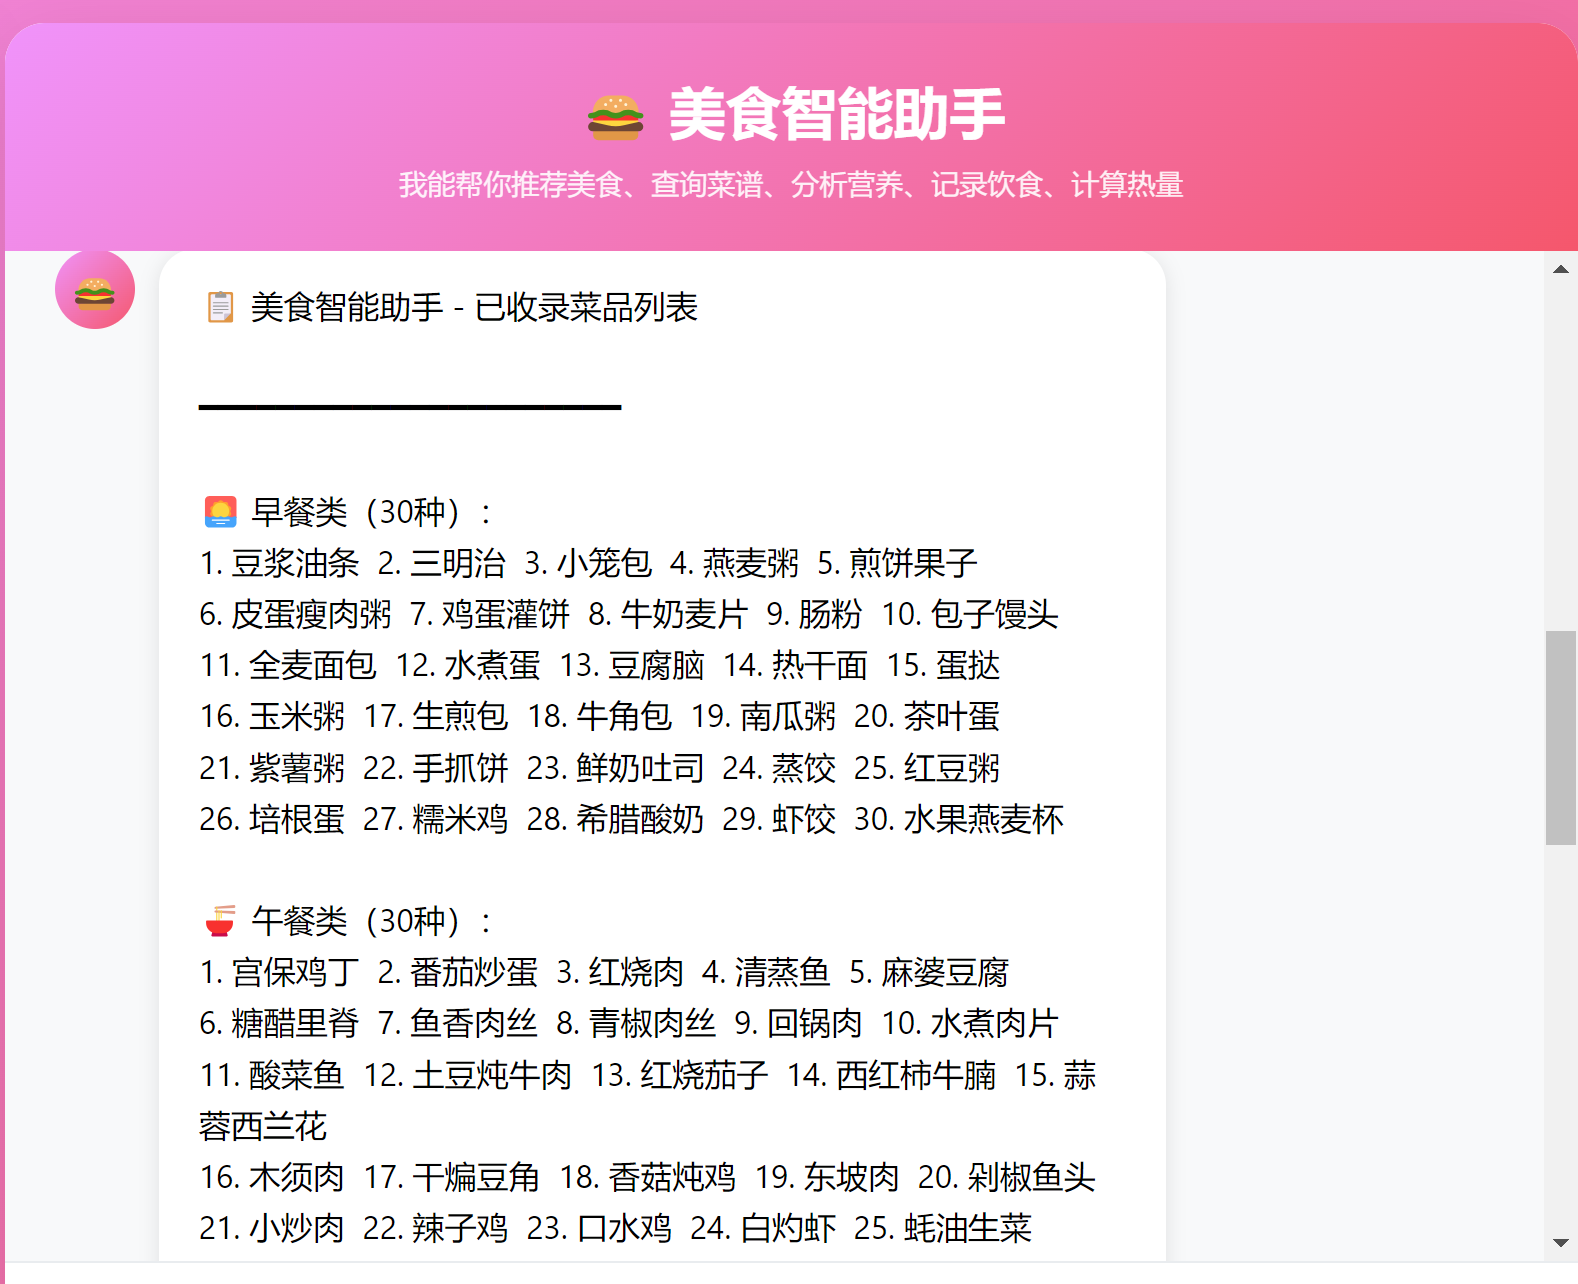 美食智能助手
我能帮你推荐美食、查询菜谱、分析营养、记录饮食、计算热量
美食智能助手 - 已收录菜品列表
早餐类（30种）：
1. 豆浆油条 2. 三明治 3. 小笼包 4. 燕麦粥 5. 煎饼果子
6. 皮蛋瘦肉粥 7. 鸡蛋灌饼 8. 牛奶麦片 9. 肠粉 10. 包子馒头
11. 全麦面包 12. 水煮蛋 13. 豆腐脑 14. 热干面 15. 蛋挞
16. 玉米粥 17. 生煎包 18. 牛角包 19. 南瓜粥 20. 茶叶蛋
21. 紫薯粥 22. 手抓饼 23. 鲜奶吐司 24. 蒸饺 25. 红豆粥
26. 培根蛋 27. 糯米鸡 28. 希腊酸奶 29. 虾饺 30. 水果燕麦杯
午餐类（30种）：
1. 宫保鸡丁 2. 番茄炒蛋 3. 红烧肉 4. 清蒸鱼 5. 麻婆豆腐
6. 糖醋里脊 7. 鱼香肉丝 8. 青椒肉丝 9. 回锅肉 10. 水煮肉片
11. 酸菜鱼 12. 土豆炖牛肉 13. 红烧茄子 14. 西红柿牛腩 15. 蒜
蓉西兰花
16. 木须肉 17. 干煸豆角 18. 香菇炖鸡 19. 东坡肉 20. 剁椒鱼头
21. 小炒肉 22. 辣子鸡 23. 口水鸡 24. 白灼虾 25. 蚝油生菜